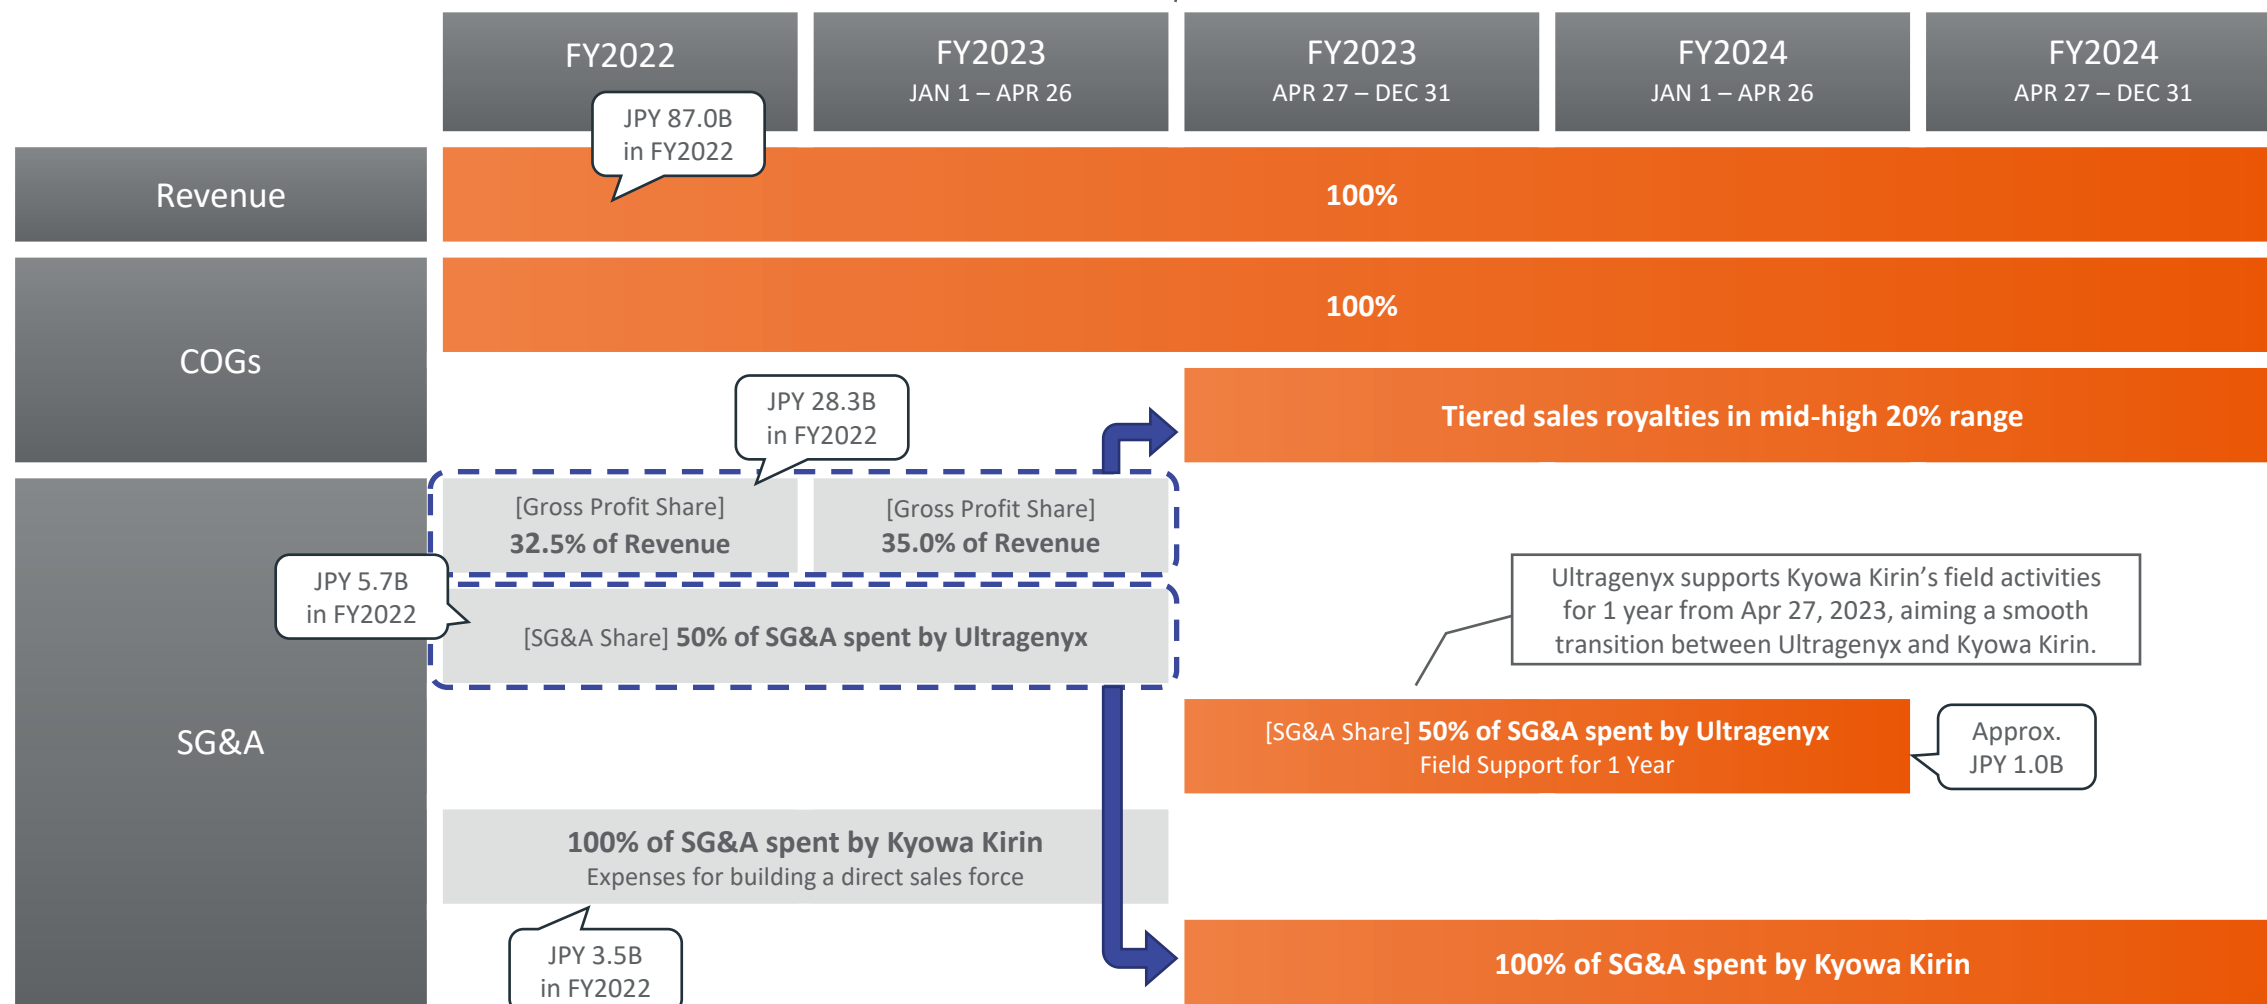 FY2022
FY2023
JAN 1 – APR 26
FY2023
APR 27 – DEC 31
FY2024
JAN 1 – APR 26
FY2024
APR 27 – DEC 31
JPY 87.0B
in FY2022
Revenue
100%
COGs
100%
JPY 28.3B
in FY2022
Tiered sales royalties in mid-high 20% range
SG&A
[Gross Profit Share]
32.5% of Revenue
[Gross Profit Share]
35.0% of Revenue
JPY 5.7B
in FY2022
[SG&A Share] 50% of SG&A spent by Ultragenyx
Ultragenyx supports Kyowa Kirin’s field activities
for 1 year from Apr 27, 2023, aiming a smooth
transition between Ultragenyx and Kyowa Kirin.
[SG&A Share] 50% of SG&A spent by Ultragenyx
Field Support for 1 Year
Approx.
JPY 1.0B
100% of SG&A spent by Kyowa Kirin
Expenses for building a direct sales force
JPY 3.5B
in FY2022
100% of SG&A spent by Kyowa Kirin